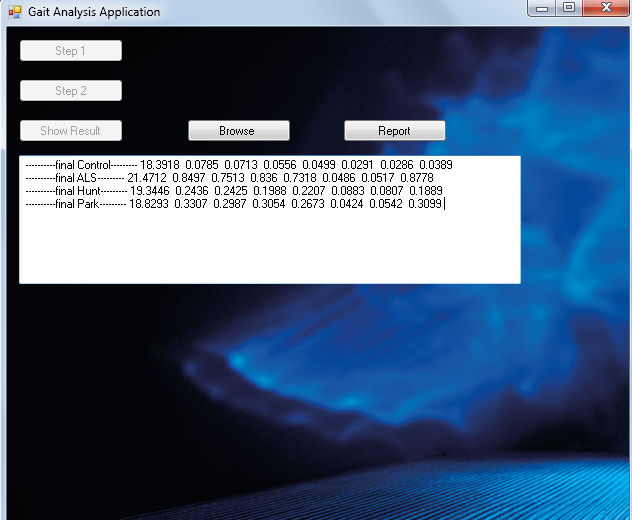 Gait Analysis Application
Step 1
Step 2
Show Result Browse Report
----------final Control--------- 18.3918 0.0785 0.0713 0.0556 0.0499 0.0291 0.0286 0.0389
----------final ALS--------- 21.4712 0.8497 0.7513 0.836 0.7318 0.0486 0.0517 0.8778
----------final Hunt--------- 19.3446 0.2436 0.2425 0.1988 0.2207 0.0883 0.0807 0.1889
----------final Park--------- 18.8293 0.3307 0.2987 0.3054 0.2673 0.0424 0.0542 0.3099